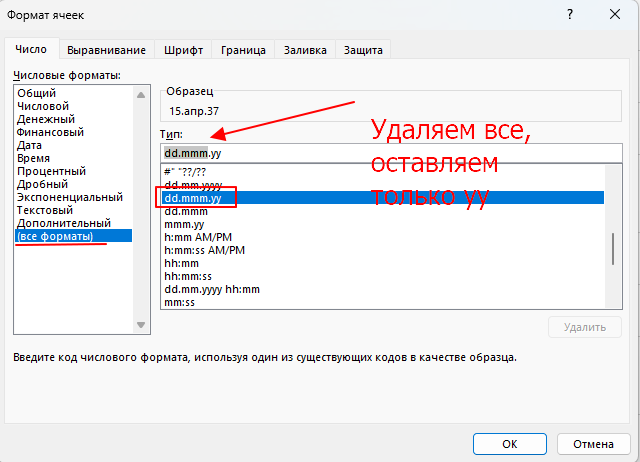 Формат ячеек
? ×
Число Выравнивание Шрифт Граница Заливка Защита
Числовые форматы:
Общий
Числовой
Денежный
Финансовый
Дата
Время
Процентный
Дробный
Экспоненциальный
Текстовый
Дополнительный
(все форматы)
Образец
15.апр.37
Тип:
dd.mmm.yy
#" "??/??
dd.mm.yyyy
dd.mmm.yy
dd.mmm
mmm.yy
h:mm AM/PM
h:mm:ss AM/PM
hh:mm
hh:mm:ss
dd.mm.yyyy hh:mm
mm:ss
Удаляем все,
оставляем
только yy
Удалить
Введите код числового формата, используя один из существующих кодов в качестве образца.
ОК Отмена